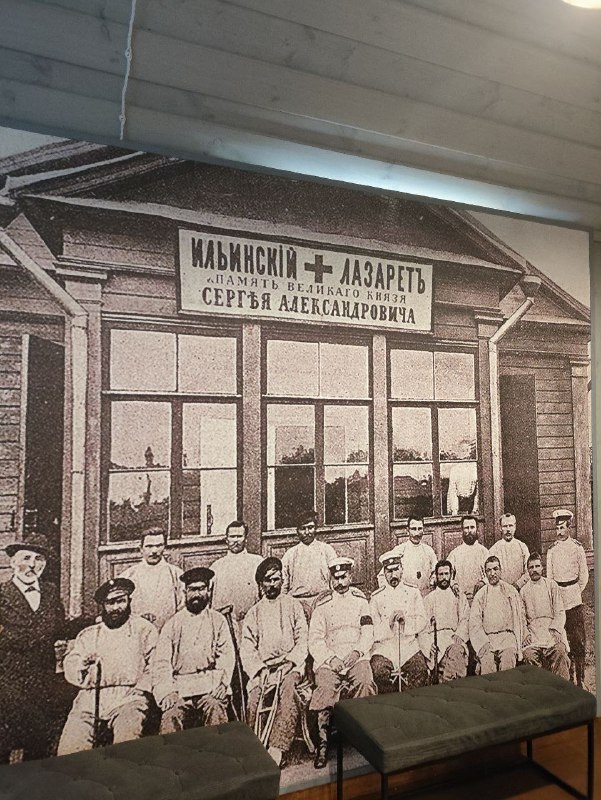 ИЛЬИНСКІЙ + ЛАЗАРЕТЪ
ПАМЯТЬ ВЕЛИКАГО КНЯЗЯ
СЕРГѢЯ АЛЕКСАНДРОВИЧА